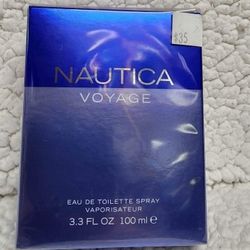 $35
NAUTICA
VOYAGE
EAU DE TOILETTE SPRAY
VAPORISATEUR
3.3 FL OZ 100 ml e